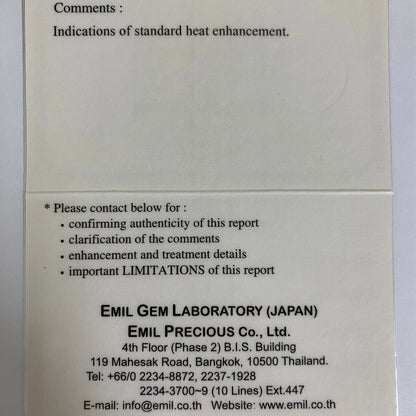 Comments :
Indications of standard heat enhancement.
* Please contact below for :
• confirming authenticity of this report
• clarification of the comments
• enhancement and treatment details
• important LIMITATIONS of this report
EMIL GEM LABORATORY (JAPAN)
EMIL PRECIOUS CO., LTD.
4th Floor (Phase 2) B.I.S. Building
119 Mahesak Road, Bangkok, 10500 Thailand.
Tel: +66/0 2234-8872, 2237-1928
2234-3700~9 (10 Lines) Ext.447
E-mail: info@emil.co.th Website: www.emil.co.th